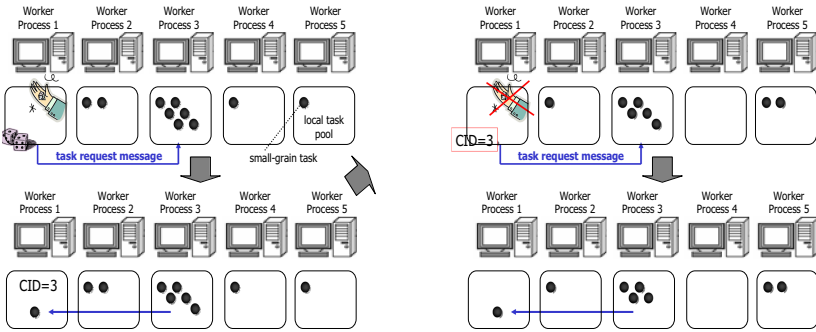 Worker Process 1
Worker Process 2
Worker Process 3
Worker Process 4
Worker Process 5
local task pool
task request message
small-grain task
Worker Process 1
Worker Process 2
Worker Process 3
Worker Process 4
Worker Process 5
CID=3
task request message
Worker Process 1
Worker Process 2
Worker Process 3
Worker Process 4
Worker Process 5
CID=3
Worker Process 1
Worker Process 2
Worker Process 3
Worker Process 4
Worker Process 5